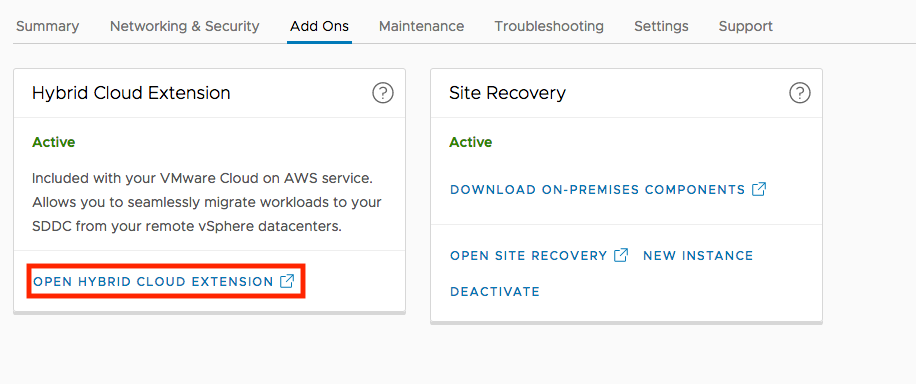 Summary Networking & Security Add Ons Maintenance Troubleshooting Settings Support
Hybrid Cloud Extension ?
Active
Included with your VMware Cloud on AWS service.
Allows you to seamlessly migrate workloads to your
SDDC from your remote vSphere datacenters.
OPEN HYBRID CLOUD EXTENSION
Site Recovery ?
Active
DOWNLOAD ON-PREMISES COMPONENTS
OPEN SITE RECOVERY NEW INSTANCE
DEACTIVATE